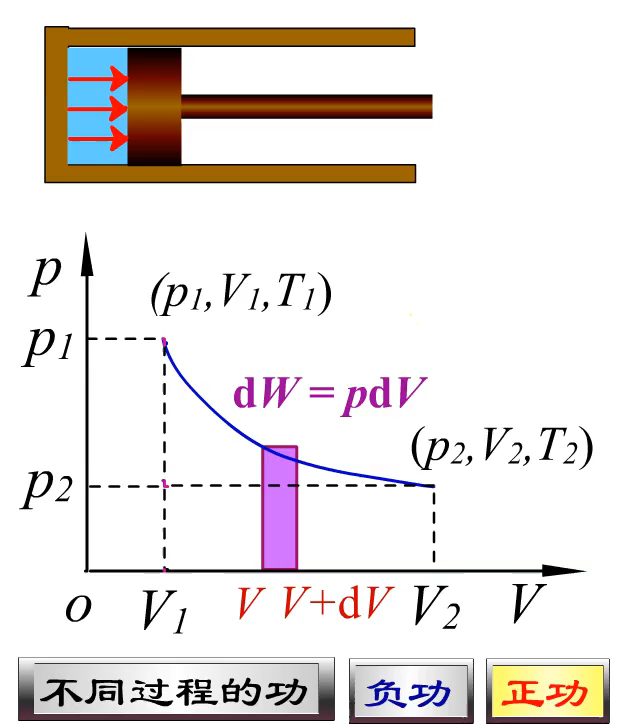 p
(p1,V1,T1)
p1
dW = pdV
(p2,V2,T2)
p2
o V1 V V+dV V2 V
不同过程的功 负功 正功